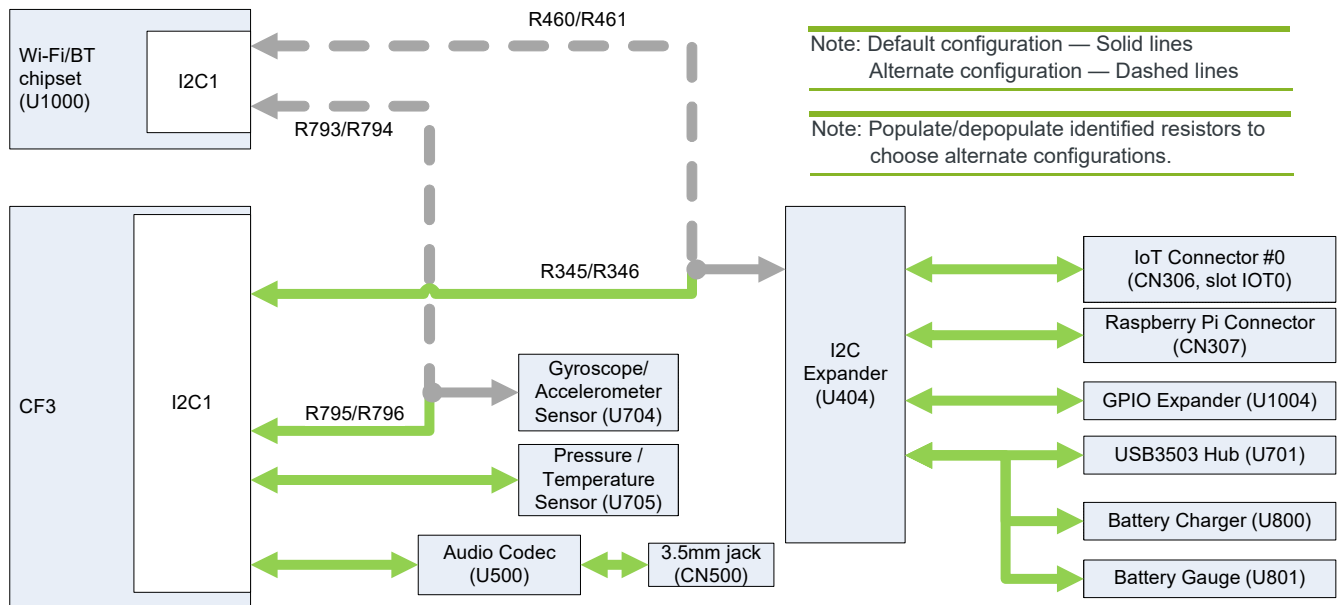 R460/R461
Note: Default configuration — Solid lines
Alternate configuration — Dashed lines
Wi-Fi/BT
chipset
(U1000)
I2C1
R793/R794
Note: Populate/depopulate identified resistors to
choose alternate configurations.
CF3
I2C1
R345/R346
R795/R796
Gyroscope/
Accelerometer
Sensor (U704)
Pressure /
Temperature
Sensor (U705)
Audio Codec
(U500)
3.5mm jack
(CN500)
I2C
Expander
(U404)
IoT Connector #0
(CN306, slot IOT0)
Raspberry Pi Connector
(CN307)
GPIO Expander (U1004)
USB3503 Hub (U701)
Battery Charger (U800)
Battery Gauge (U801)